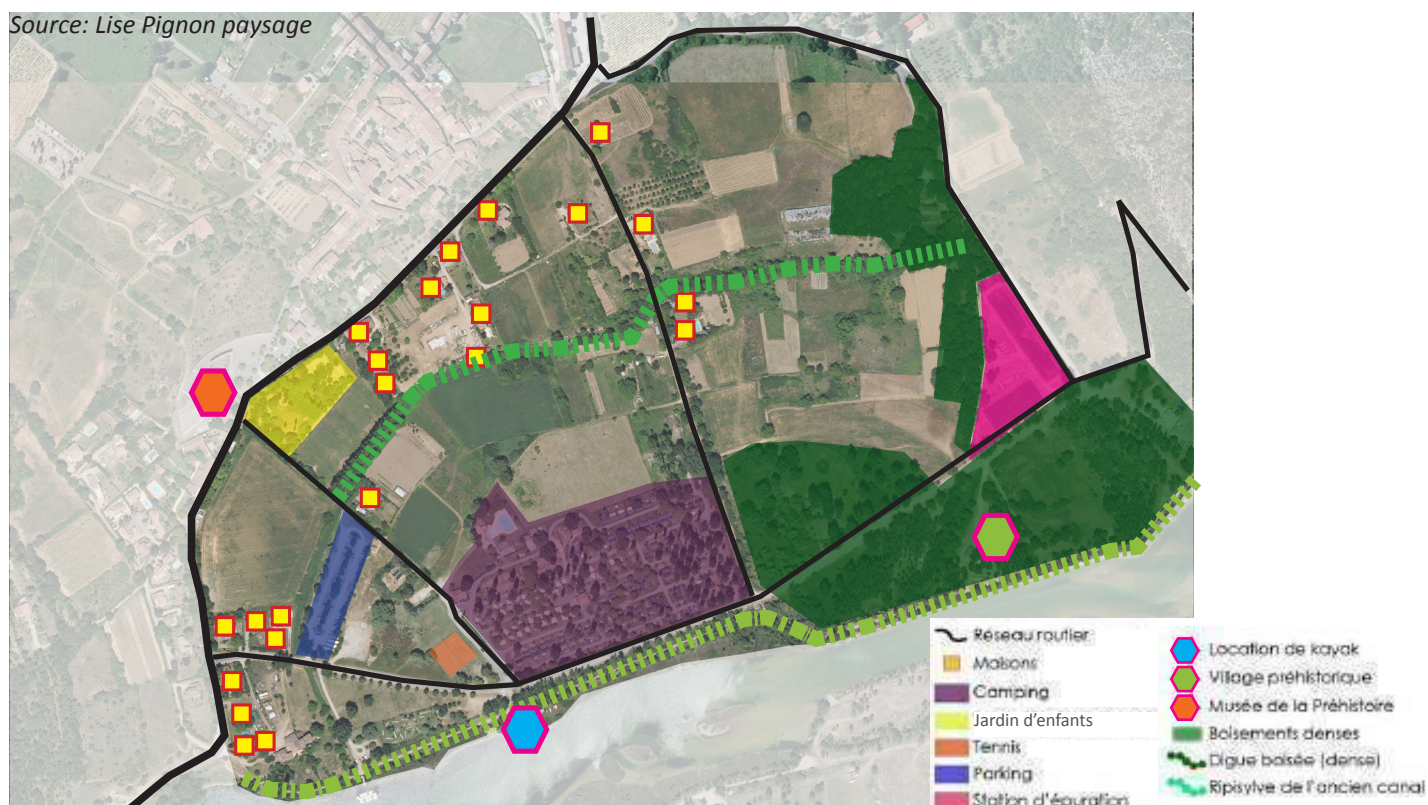 Source: Lise Pignon paysage
Réseau routier
Maisons
Camping
Jardin d'enfants
Tennis
Parking
Station d'épuration
Location de kayak
Village préhistorique
Musée de la Préhistoire
Boisements denses
Digue boisée (dense)
Ripisylve de l'ancien canal